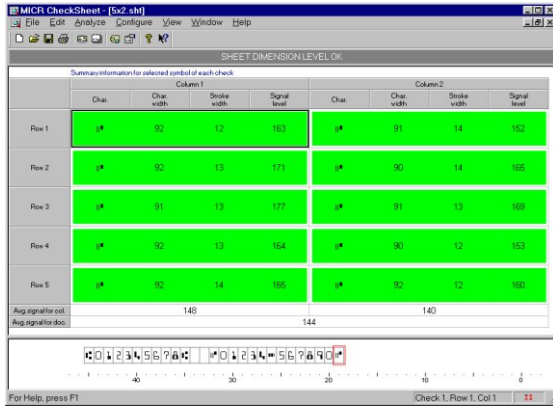 MICR CheckSheet - [5x2.sht]
File Edit Analyze Configure View Window Help
SHEET DIMENSION LEVEL OK
Summary information for selected symbol of each check
Column 1 Column 2
Char. Char. width Stroke width Signal level Char. Char. width Stroke width Signal level
Row 1 ⑈ 92 12 163 ⑈ 91 14 152
Row 2 ⑈ 92 13 171 ⑈ 90 14 165
Row 3 ⑈ 91 13 177 ⑈ 91 13 169
Row 4 ⑈ 92 13 164 ⑈ 90 12 153
Row 5 ⑈ 92 14 165 ⑈ 92 12 160
Avg.signal for col. 148 140
Avg.signal for doc. 144
⑆012345678⑆ ⑈01234⑉567890⑈
40 30 20 10 0
For Help, press F1 Check 1, Row 1, Col 1